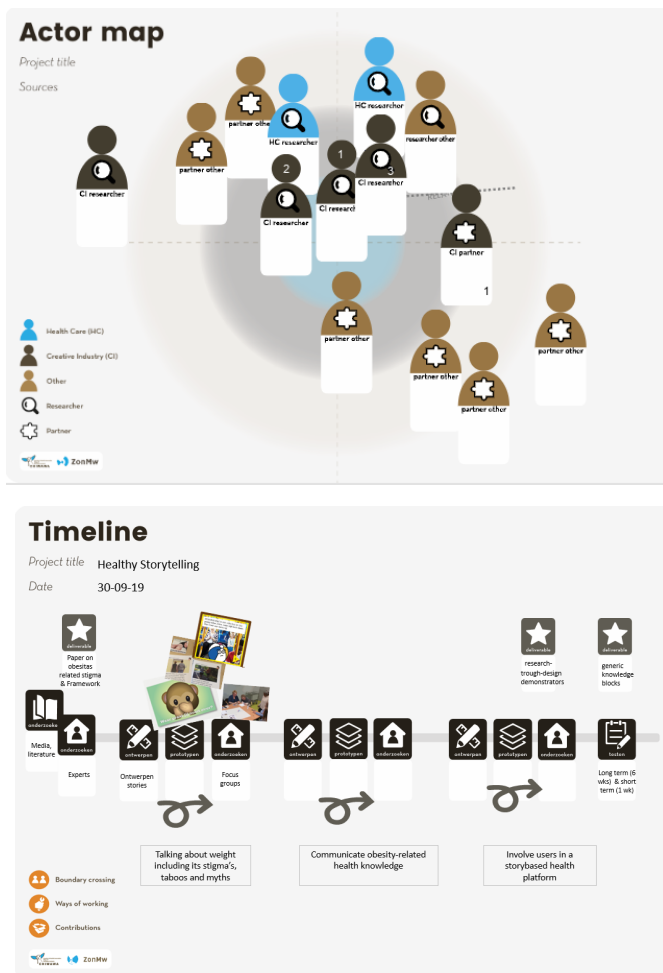 Actor map
Project title
Sources
HC researcher
partner other
HC researcher
researcher other
partner other
CI researcher
2
1
3
CI researcher
CI researcher
CI research
CI partner
1
partner other
partner other
partner other
partner other
Health Care (HC)
Creative Industry (CI)
Other
Researcher
Partner
ZonMw
Timeline
Project title Healthy Storytelling
Date 30-09-19
deliverable
Paper on
obesitas
related stigma
& Framework
deliverable
research-
trough-design
demonstrators
deliverable
generic
knowledge
blocks
onderzoeken
Media,
literature
onderzoeken
Experts
ontwerpen
Ontwerpen
stories
prototypen
onderzoeken
Focus
groups
ontwerpen
prototypen
onderzoeken
ontwerpen
prototypen
onderzoeken
testen
Long term (6
wks) & short
term (1 wk)
Talking about weight
including its stigma's,
taboos and myths
Communicate obesity-related
health knowledge
Involve users in a
storybased health
platform
Boundary crossing
Ways of working
Contributions
ZonMw